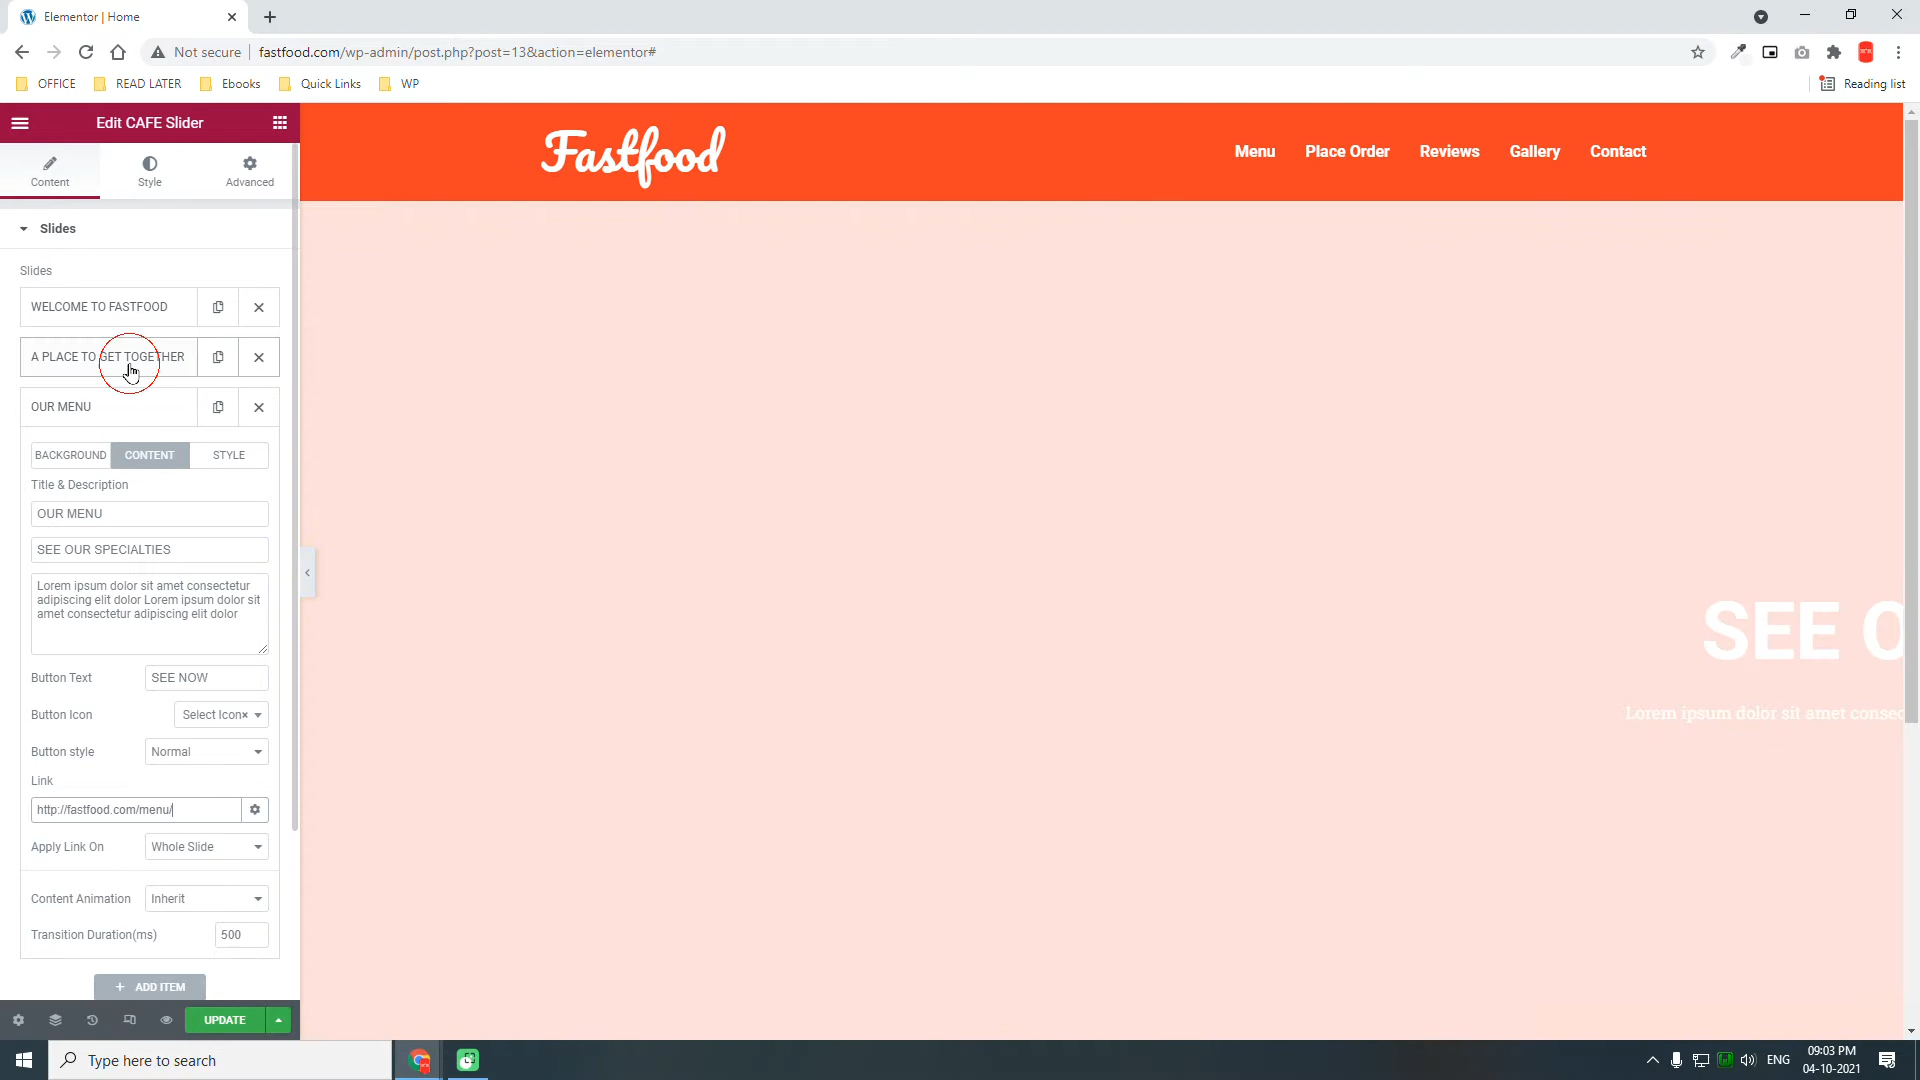 Elementor | Home
Not secure
fastfood.com/wp-admin/post.php?post=13&action=elementor#
OFFICE
READ LATER
Ebooks
Quick Links
WP
Reading list
Edit CAFE Slider
Content
Style
Advanced
Fastfood
Menu
Place Order
Reviews
Gallery
Contact
Slides
Slides
WELCOME TO FASTFOOD
A PLACE TO GET TOGETHER
OUR MENU
BACKGROUND
CONTENT
STYLE
Title & Description
OUR MENU
SEE OUR SPECIALTIES
Lorem ipsum dolor sit amet consectetur
adipiscing elit dolor Lorem ipsum dolor sit
amet consectetur adipiscing elit dolor
Button Text
SEE NOW
Button Icon
Select Icon×
Button style
Normal
Link
http://fastfood.com/menu/
Apply Link On
Whole Slide
Content Animation
Inherit
Transition Duration(ms)
500
+ ADD ITEM
UPDATE
SEE O
Lorem ipsum dolor sit amet consec
Type here to search
ENG
09:03 PM
04-10-2021